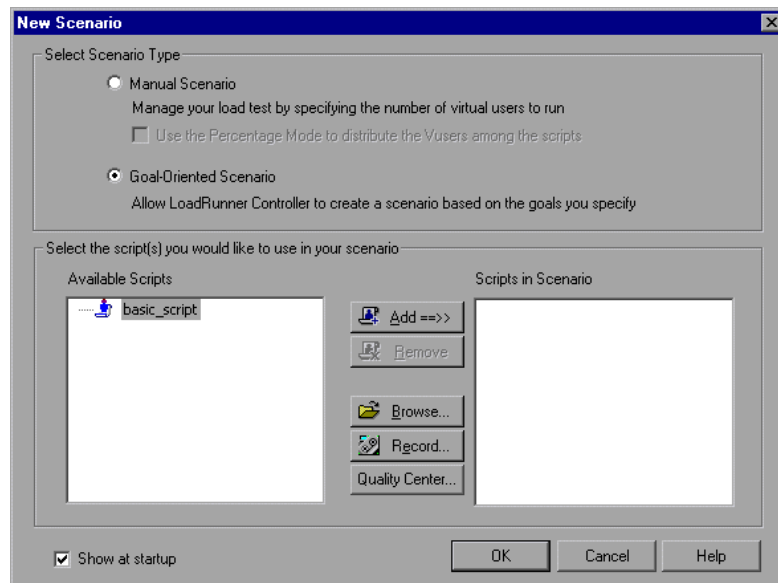 New Scenario
Select Scenario Type
Manual Scenario
Manage your load test by specifying the number of virtual users to run
Use the Percentage Mode to distribute the Vusers among the scripts
Goal-Oriented Scenario
Allow LoadRunner Controller to create a scenario based on the goals you specify
Select the script(s) you would like to use in your scenario
Available Scripts
Scripts in Scenario
basic_script
Add ==>>
Remove
Browse...
Record...
Quality Center...
Show at startup
OK
Cancel
Help